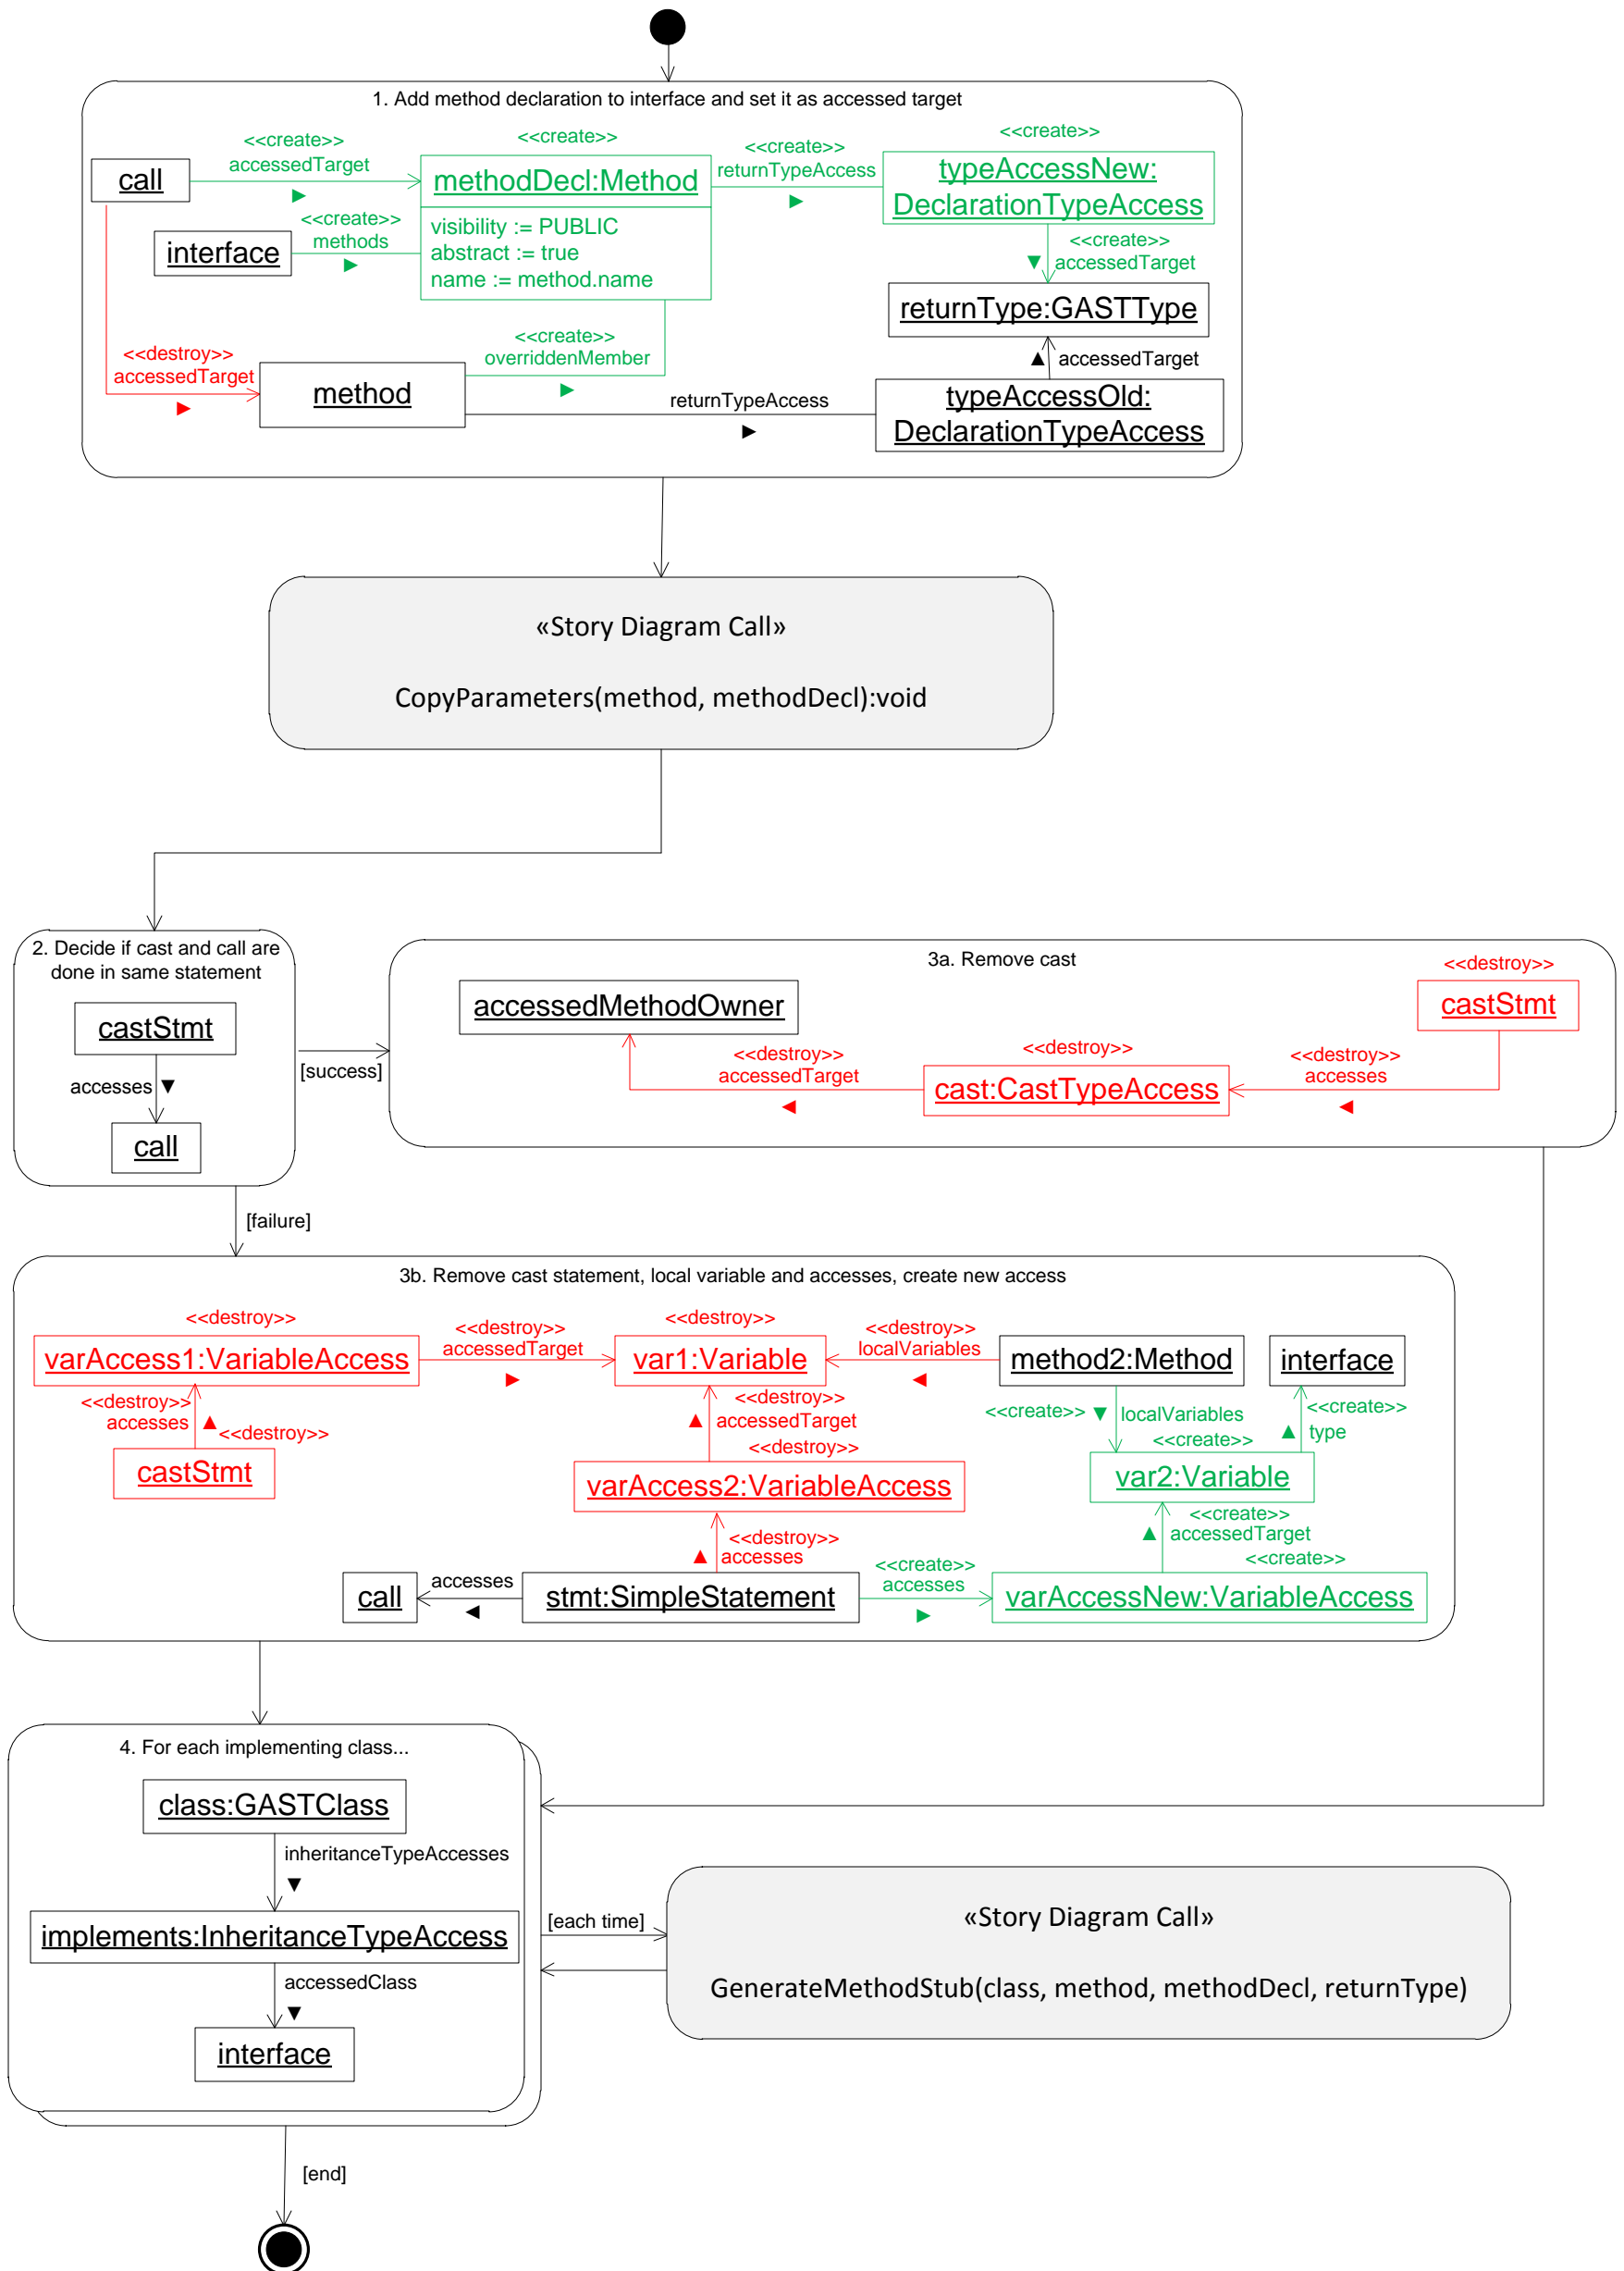 1. Add method declaration to interface and set it as accessed target
<<create>>
accessedTarget
►
<<create>>
<<create>>
returnTypeAccess
►
<<create>>
call
methodDecl:Method
typeAccessNew:
DeclarationTypeAccess
visibility := PUBLIC
abstract := true
name := method.name
<<create>>
methods
►
interface
<<create>>
▼ accessedTarget
returnType:GASTType
<<create>>
overriddenMember
►
<<destroy>>
accessedTarget
►
method
▲ accessedTarget
returnTypeAccess
►
typeAccessOld:
DeclarationTypeAccess
«Story Diagram Call»
CopyParameters(method, methodDecl):void
2. Decide if cast and call are
done in same statement
castStmt
accesses ▼
call
[success]
[failure]
3a. Remove cast
accessedMethodOwner
<<destroy>>
accessedTarget
◄
<<destroy>>
cast:CastTypeAccess
<<destroy>>
accesses
◄
<<destroy>>
castStmt
3b. Remove cast statement, local variable and accesses, create new access
<<destroy>>
varAccess1:VariableAccess
<<destroy>>
accessedTarget
►
<<destroy>>
var1:Variable
<<destroy>>
localVariables
◄
method2:Method
interface
<<destroy>>
accesses ▲
<<destroy>>
castStmt
<<destroy>>
▲ accessedTarget
<<destroy>>
varAccess2:VariableAccess
<<create>> ▼ localVariables
<<create>>
<<create>>
▲ type
var2:Variable
<<destroy>>
▲ accesses
<<create>>
▲ accessedTarget
<<create>>
call
accesses
◄
stmt:SimpleStatement
<<create>>
accesses
►
varAccessNew:VariableAccess
4. For each implementing class...
class:GASTClass
inheritanceTypeAccesses
▼
implements:InheritanceTypeAccess
accessedClass
▼
interface
[each time]
«Story Diagram Call»
GenerateMethodStub(class, method, methodDecl, returnType)
[end]